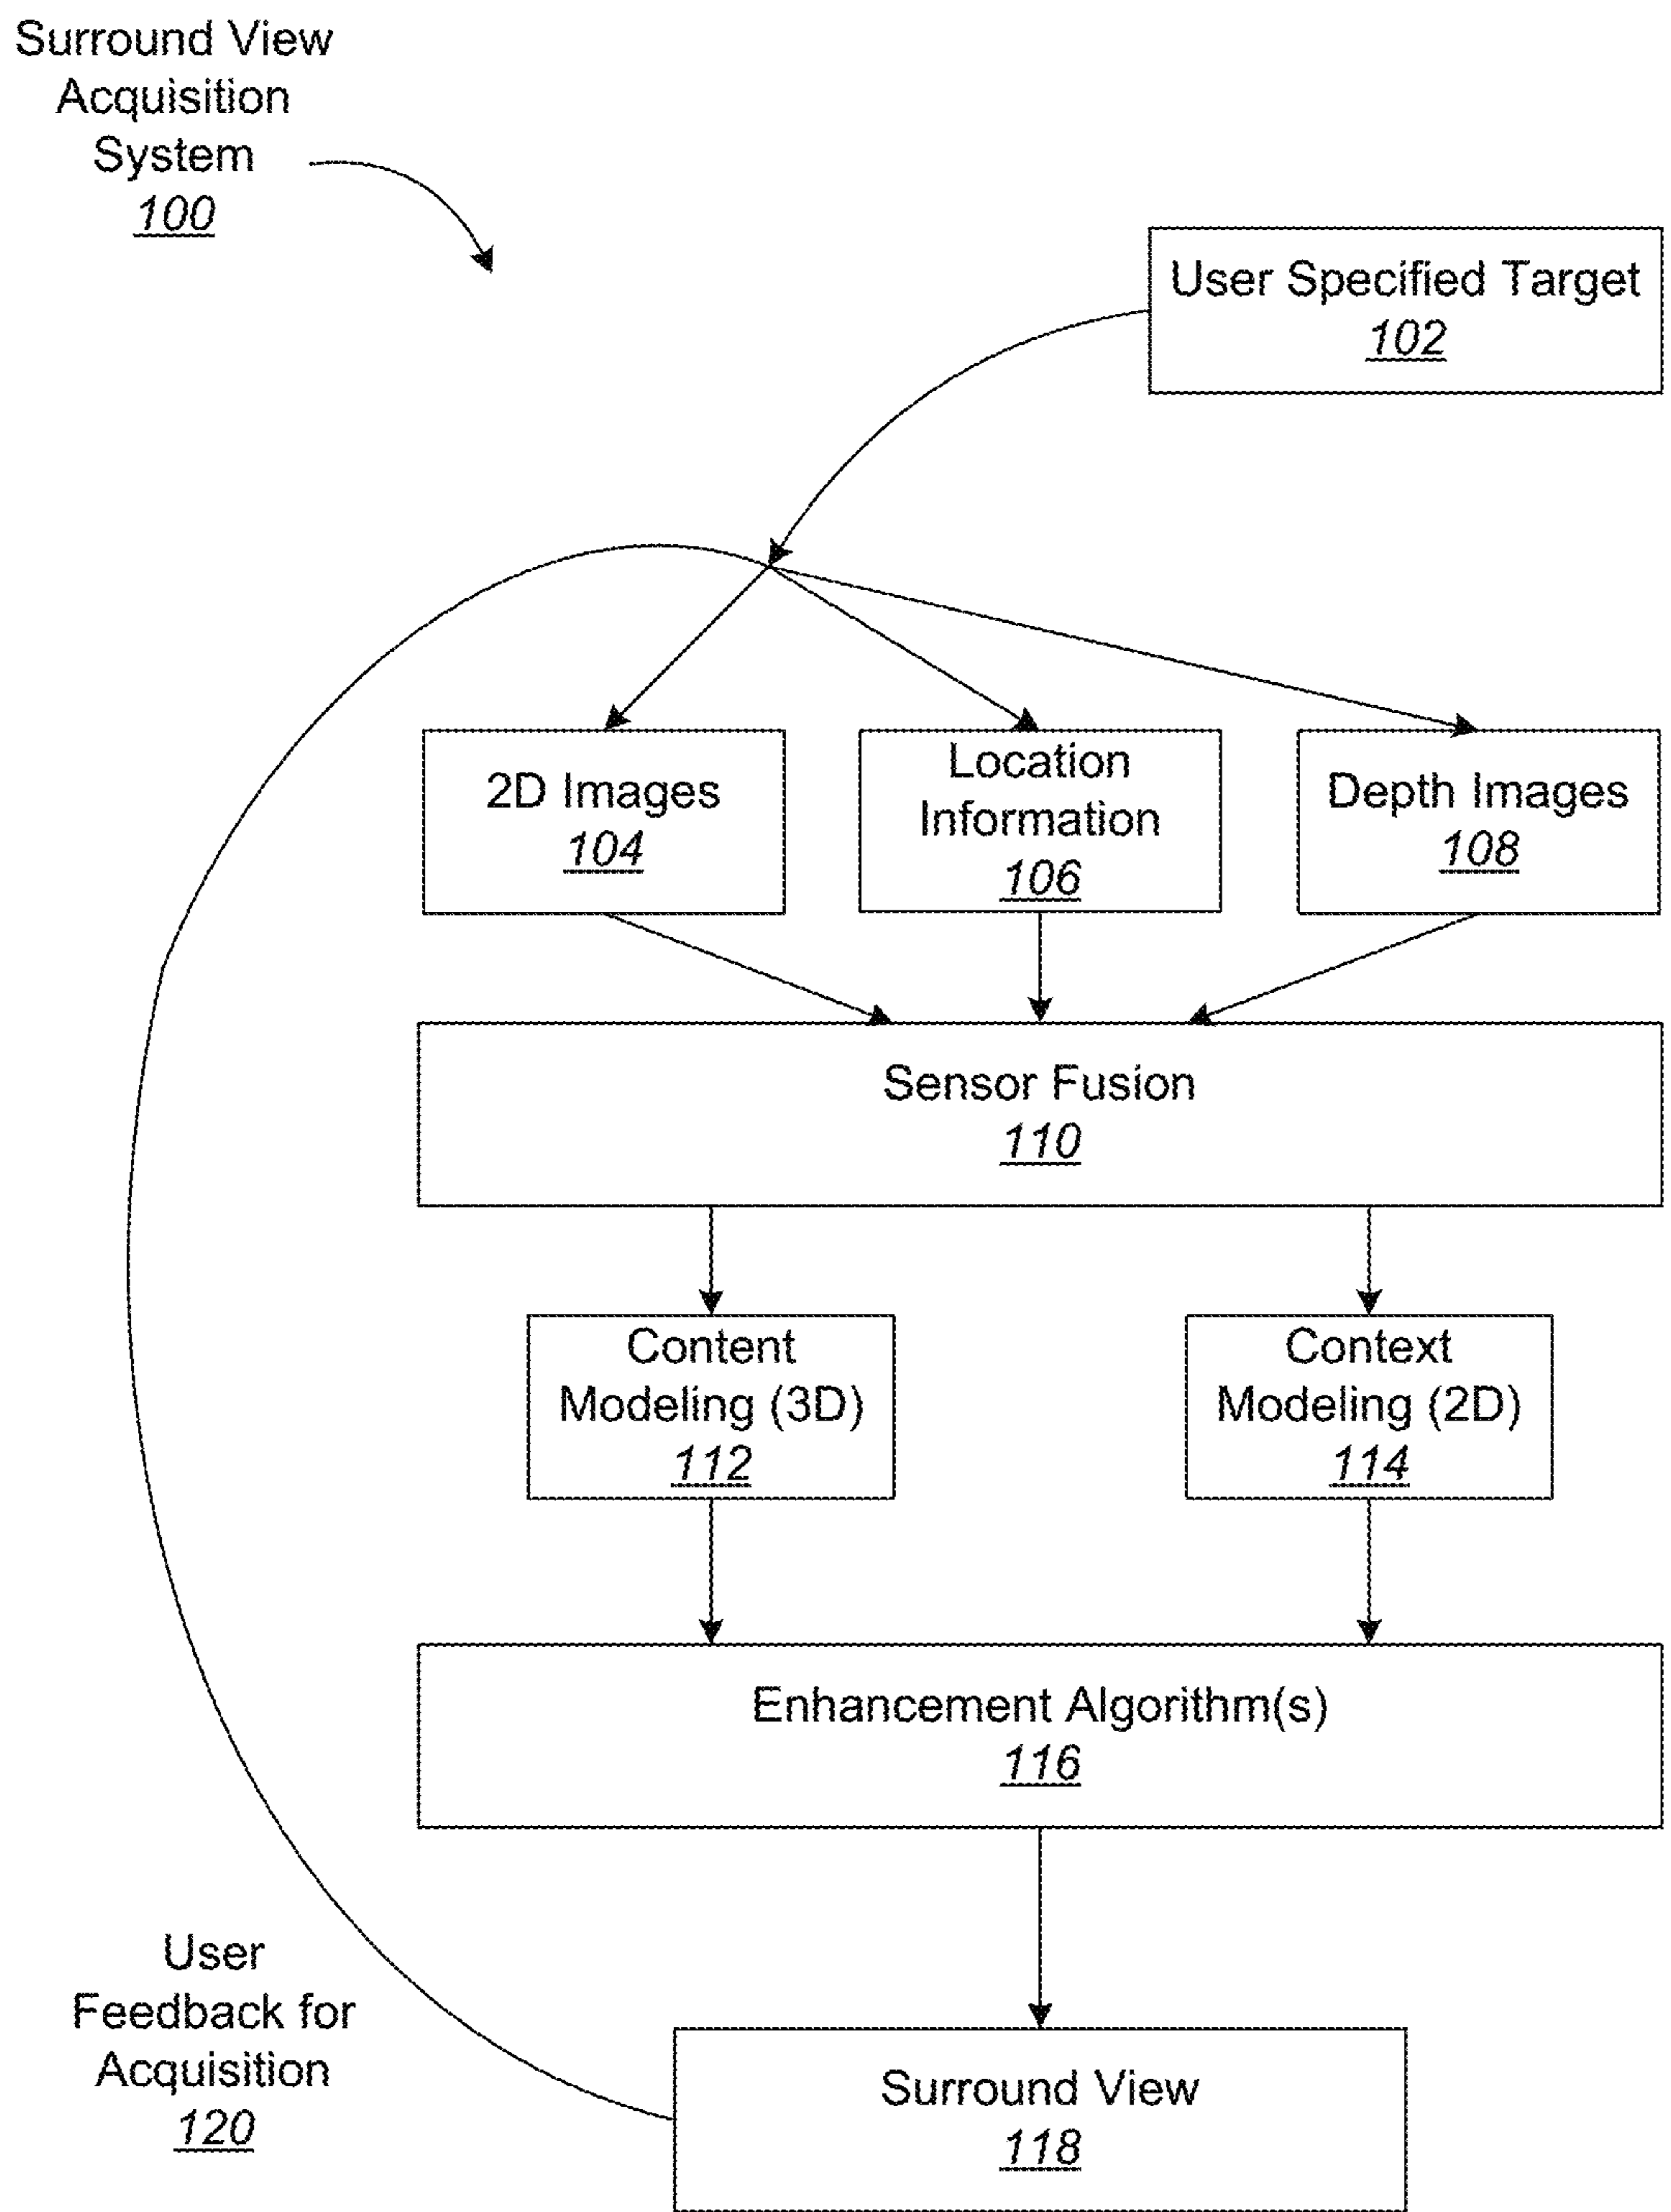 Surround View
Acquisition
System
100
User Specified Target
102
2D Images
104
Location
Information
106
Depth Images
108
Sensor Fusion
110
Content
Modeling (3D)
112
Context
Modeling (2D)
114
Enhancement Algorithm(s)
116
User
Feedback for
Acquisition
120
Surround View
118